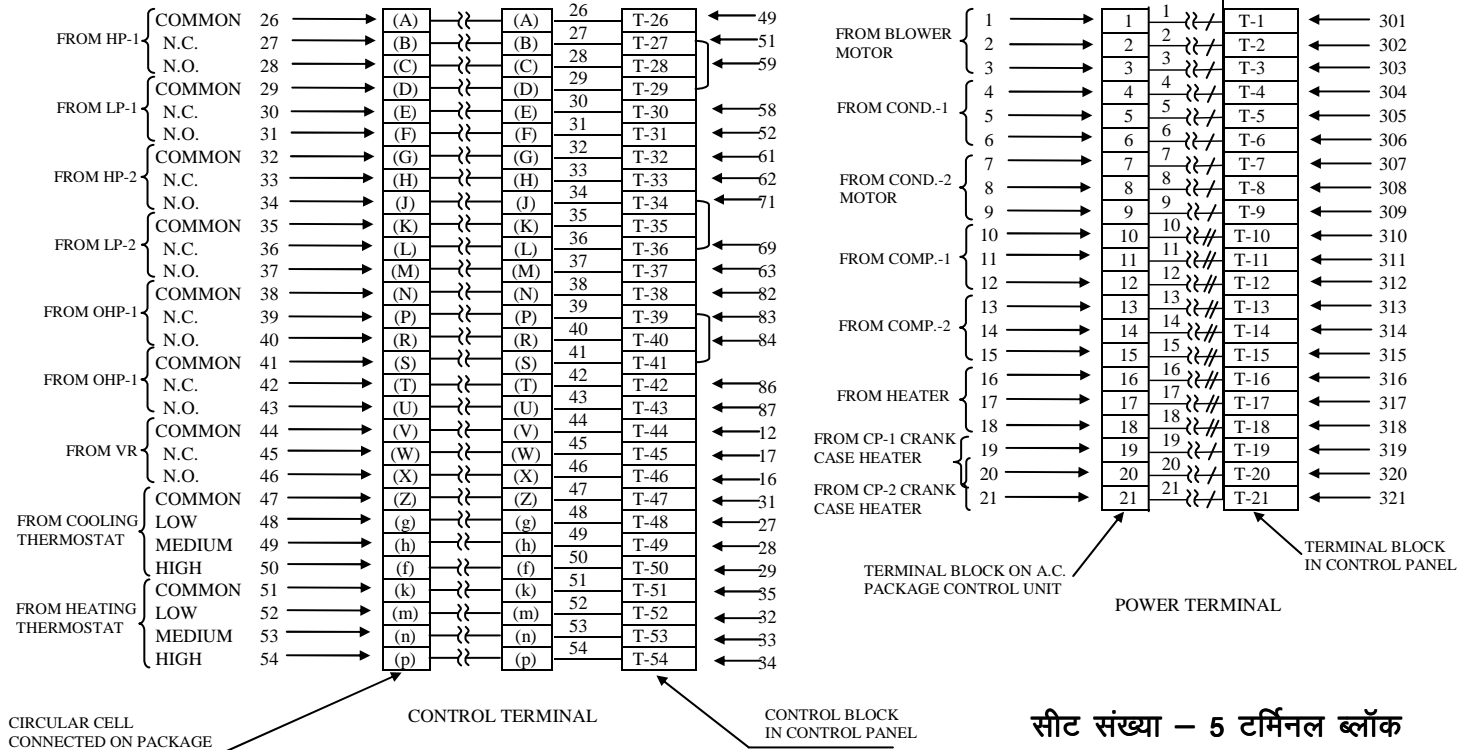 FROM HP-1
COMMON 26 (A) (A) 26 T-26 49
N.C. 27 (B) (B) 27 T-27 51
N.O. 28 (C) (C) 28 T-28 59
FROM LP-1
COMMON 29 (D) (D) 29 T-29
N.C. 30 (E) (E) 30 T-30 58
N.O. 31 (F) (F) 31 T-31 52
FROM HP-2
COMMON 32 (G) (G) 32 T-32 61
N.C. 33 (H) (H) 33 T-33 62
N.O. 34 (J) (J) 34 T-34 71
FROM LP-2
COMMON 35 (K) (K) 35 T-35
N.C. 36 (L) (L) 36 T-36 69
N.O. 37 (M) (M) 37 T-37 63
FROM OHP-1
COMMON 38 (N) (N) 38 T-38 82
N.C. 39 (P) (P) 39 T-39 83
N.O. 40 (R) (R) 40 T-40 84
FROM OHP-1
COMMON 41 (S) (S) 41 T-41
N.C. 42 (T) (T) 42 T-42 86
N.O. 43 (U) (U) 43 T-43 87
FROM VR
COMMON 44 (V) (V) 44 T-44 12
N.C. 45 (W) (W) 45 T-45 17
N.O. 46 (X) (X) 46 T-46 16
FROM COOLING
THERMOSTAT
COMMON 47 (Z) (Z) 47 T-47 31
LOW 48 (g) (g) 48 T-48 27
MEDIUM 49 (h) (h) 49 T-49 28
HIGH 50 (f) (f) 50 T-50 29
FROM HEATING
THERMOSTAT
COMMON 51 (k) (k) 51 T-51 35
LOW 52 (m) (m) 52 T-52 32
MEDIUM 53 (n) (n) 53 T-53 33
HIGH 54 (p) (p) 54 T-54 34
CIRCULAR CELL
CONNECTED ON PACKAGE
CONTROL TERMINAL
CONTROL BLOCK
IN CONTROL PANEL
FROM BLOWER
MOTOR
1 1 1 T-1 301
2 2 2 T-2 302
3 3 3 T-3 303
FROM COND.-1
4 4 4 T-4 304
5 5 5 T-5 305
6 6 6 T-6 306
FROM COND.-2
MOTOR
7 7 7 T-7 307
8 8 8 T-8 308
9 9 9 T-9 309
FROM COMP.-1
10 10 10 T-10 310
11 11 11 T-11 311
12 12 12 T-12 312
FROM COMP.-2
13 13 13 T-13 313
14 14 14 T-14 314
15 15 15 T-15 315
FROM HEATER
16 16 16 T-16 316
17 17 17 T-17 317
18 18 18 T-18 318
FROM CP-1 CRANK
CASE HEATER
19 19 19 T-19 319
20 20 20 T-20 320
FROM CP-2 CRANK
CASE HEATER
21 21 21 T-21 321
TERMINAL BLOCK ON A.C.
PACKAGE CONTROL UNIT
POWER TERMINAL
TERMINAL BLOCK
IN CONTROL PANEL
सीट संख्या – 5 टर्मिनल ब्लॉक